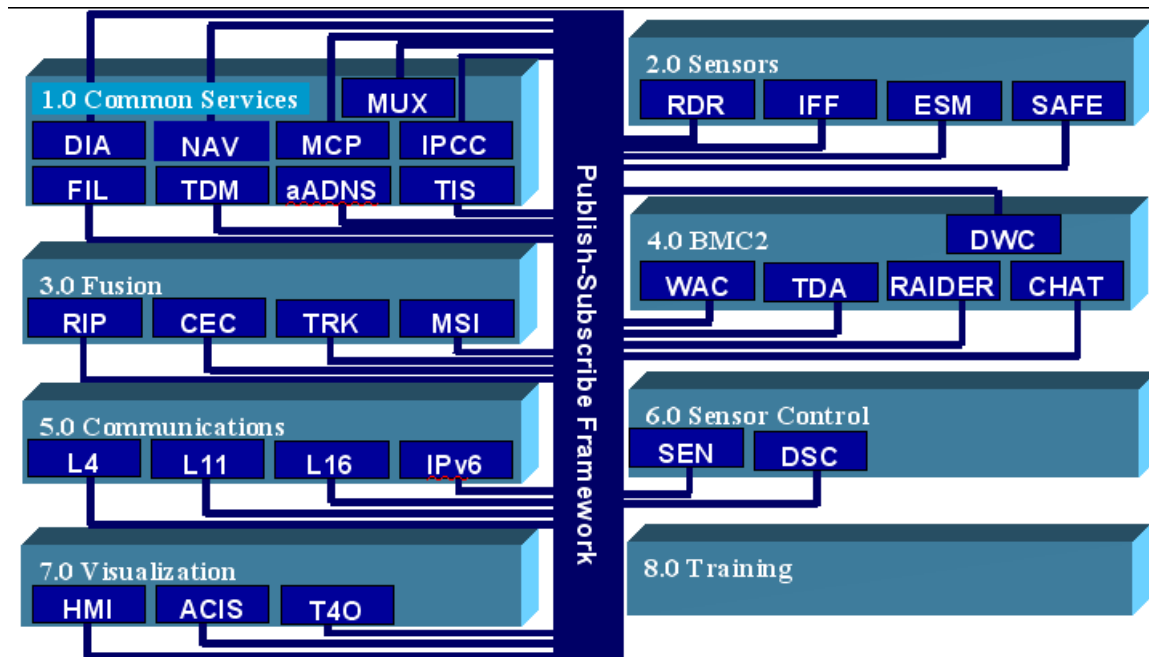 1.0 Common Services
MUX
DIA NAV MCP IPCC
FIL TDM aADNS TIS
2.0 Sensors
RDR IFF ESM SAFE
3.0 Fusion
RIP CEC TRK MSI
4.0 BMC2
DWC
WAC TDA RAIDER CHAT
5.0 Communications
L4 L11 L16 IPv6
6.0 Sensor Control
SEN DSC
7.0 Visualization
HMI ACIS T4O
8.0 Training
Publish-Subscribe Framework